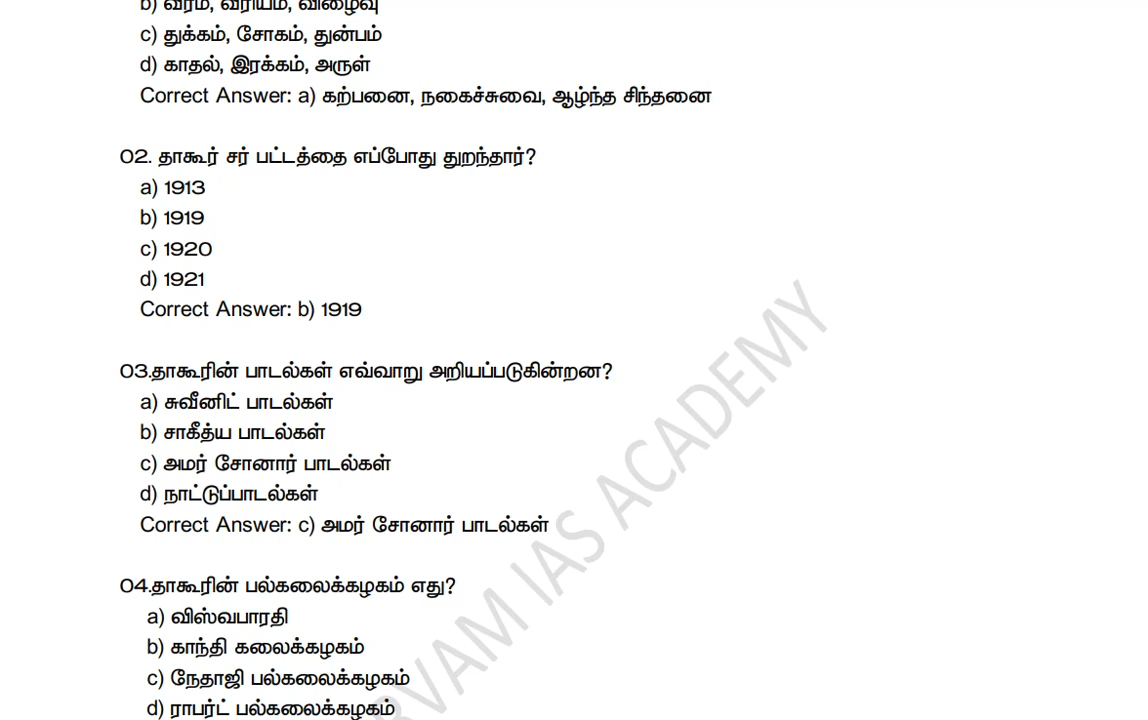 b) வீரம், வீரியம், விழைவு
c) துக்கம், சோகம், துன்பம்
d) காதல், இரக்கம், அருள்
Correct Answer: a) கற்பனை, நகைச்சுவை, ஆழ்ந்த சிந்தனை
02. தாகூர் சர் பட்டத்தை எப்போது துறந்தார்?
a) 1913
b) 1919
c) 1920
d) 1921
Correct Answer: b) 1919
03.தாகூரின் பாடல்கள் எவ்வாறு அறியப்படுகின்றன?
a) சுவீனிட் பாடல்கள்
b) சாகீத்ய பாடல்கள்
c) அமர் சோனார் பாடல்கள்
d) நாட்டுப்பாடல்கள்
Correct Answer: c) அமர் சோனார் பாடல்கள்
04.தாகூரின் பல்கலைக்கழகம் எது?
a) விஸ்வபாரதி
b) காந்தி கலைக்கழகம்
c) நேதாஜி பல்கலைக்கழகம்
d) ராபர்ட் பல்கலைக்கழகம்
RVAM IAS ACADEMY